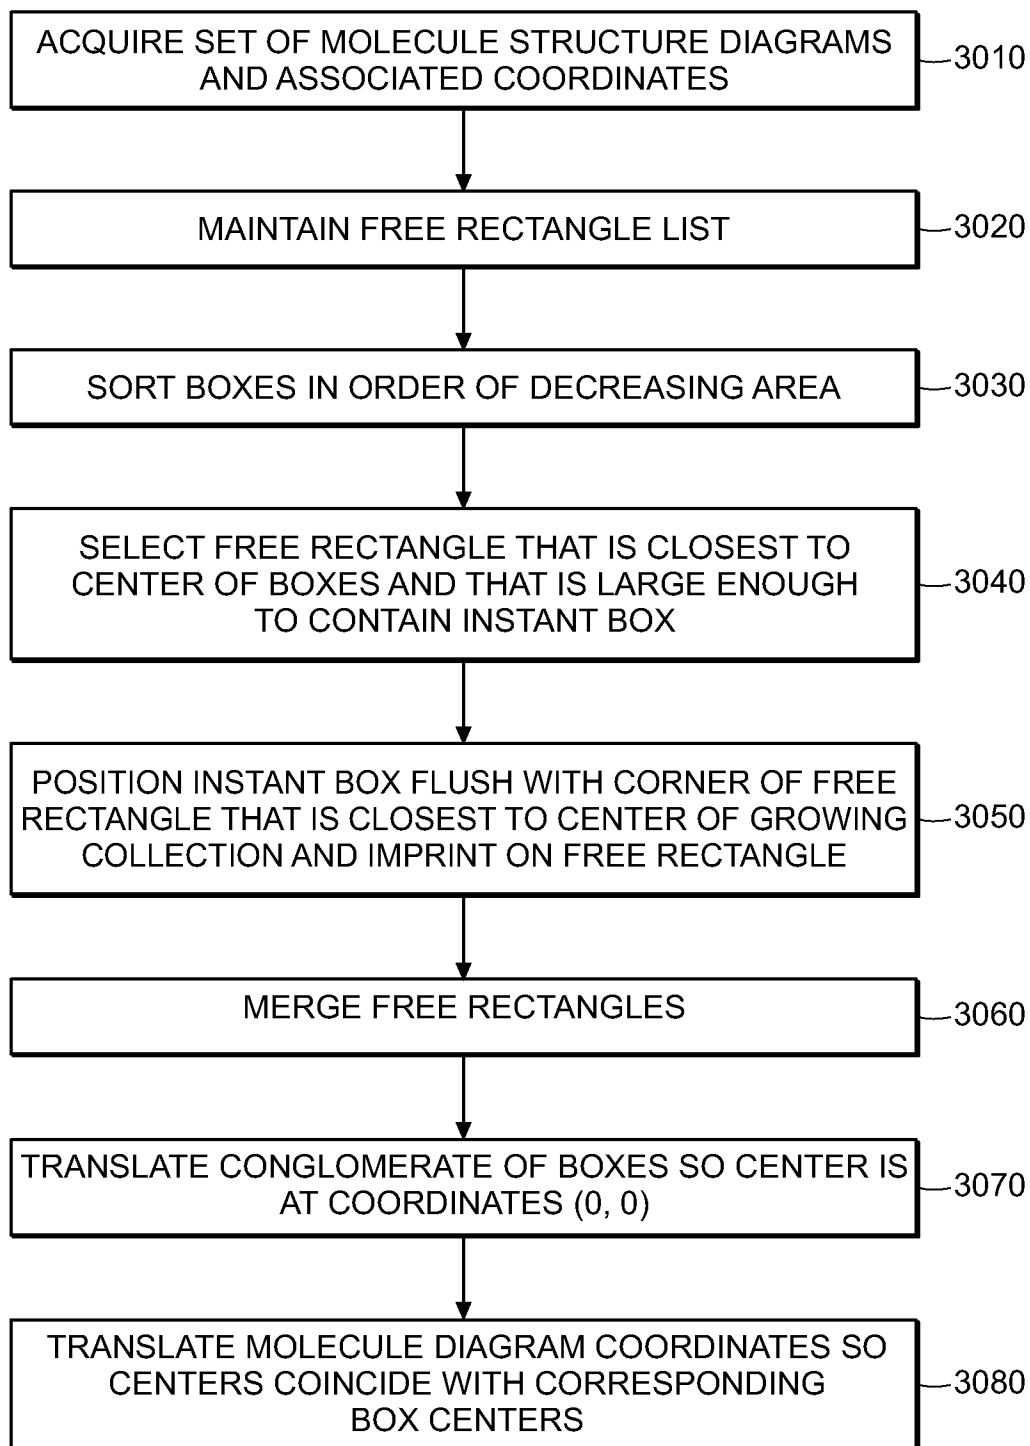 ACQUIRE SET OF MOLECULE STRUCTURE DIAGRAMS
AND ASSOCIATED COORDINATES
3010
MAINTAIN FREE RECTANGLE LIST
3020
SORT BOXES IN ORDER OF DECREASING AREA
3030
SELECT FREE RECTANGLE THAT IS CLOSEST TO
CENTER OF BOXES AND THAT IS LARGE ENOUGH
TO CONTAIN INSTANT BOX
3040
POSITION INSTANT BOX FLUSH WITH CORNER OF FREE
RECTANGLE THAT IS CLOSEST TO CENTER OF GROWING
COLLECTION AND IMPRINT ON FREE RECTANGLE
3050
MERGE FREE RECTANGLES
3060
TRANSLATE CONGLOMERATE OF BOXES SO CENTER IS
AT COORDINATES (0, 0)
3070
TRANSLATE MOLECULE DIAGRAM COORDINATES SO
CENTERS COINCIDE WITH CORRESPONDING
BOX CENTERS
3080